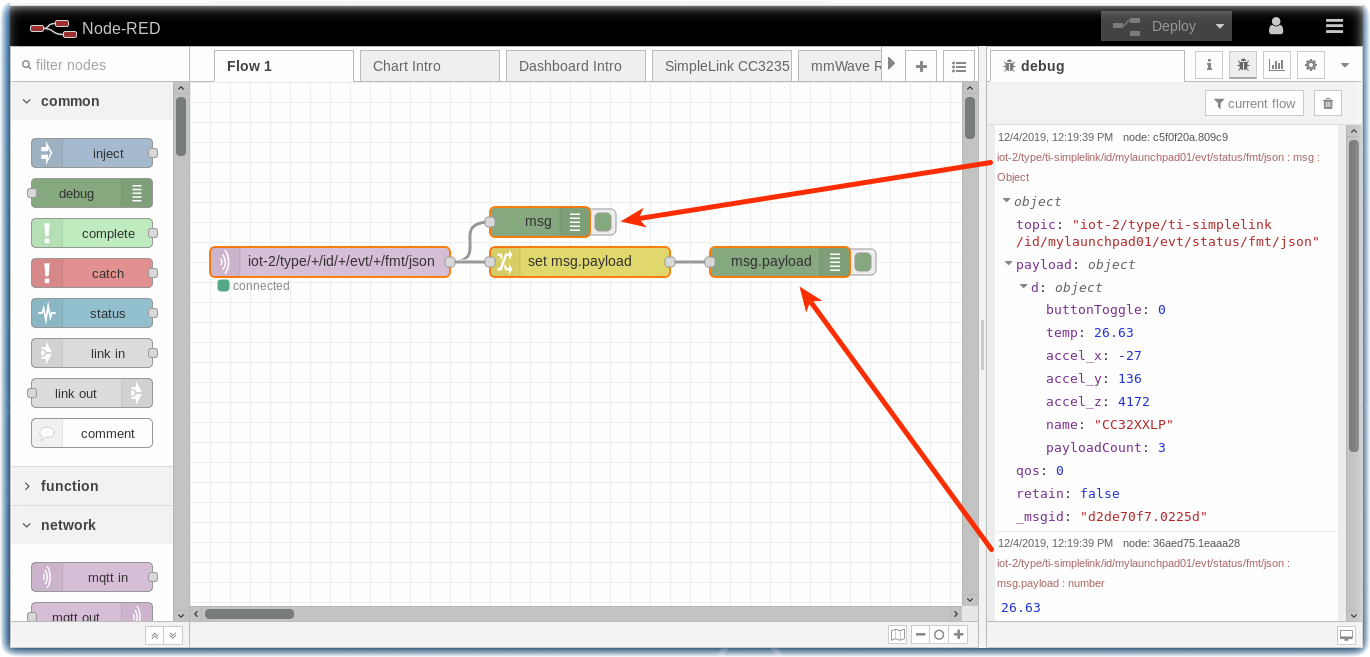 Node-RED
Deploy
filter nodes
Flow 1
Chart Intro
Dashboard Intro
SimpleLink CC3235
mmWave R
debug
i
common
inject
debug
complete
catch
status
link in
link out
comment
function
network
mqtt in
mqtt out
msg
iot-2/type/+/id/+/evt/+/fmt/json
set msg.payload
msg.payload
connected
current flow
12/4/2019, 12:19:39 PM node: c5f0f20a.809c9
iot-2/type/ti-simplelink/id/mylaunchpad01/evt/status/fmt/json : msg :
Object
object
topic: "iot-2/type/ti-simplelink
/id/mylaunchpad01/evt/status/fmt/json"
payload: object
d: object
buttonToggle: 0
temp: 26.63
accel_x: -27
accel_y: 136
accel_z: 4172
name: "CC32XXLP"
payloadCount: 3
qos: 0
retain: false
_msgid: "d2de70f7.0225d"
12/4/2019, 12:19:39 PM node: 36aed75.1eaaa28
iot-2/type/ti-simplelink/id/mylaunchpad01/evt/status/fmt/json :
msg.payload : number
26.63